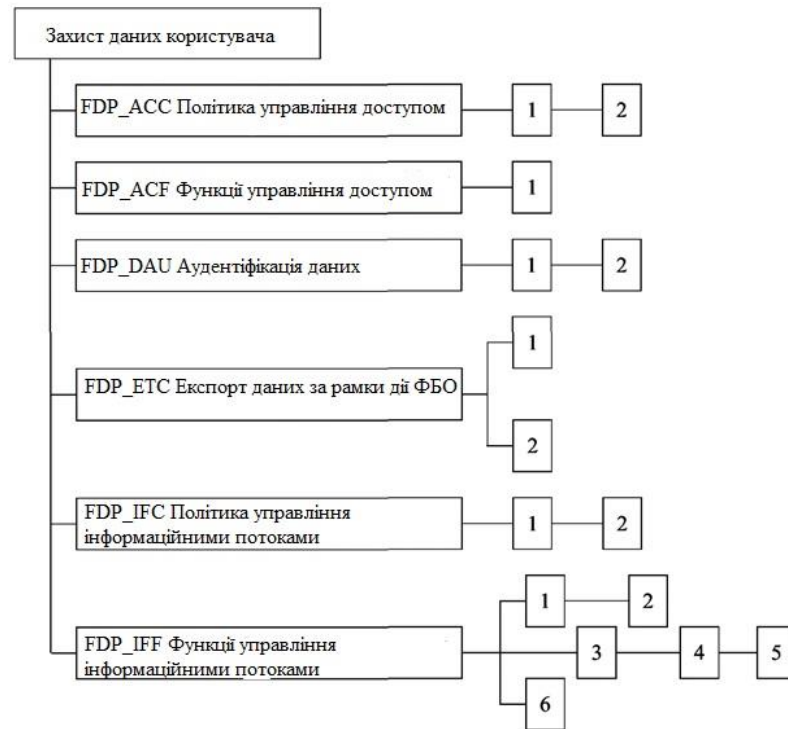 Захист даних користувача
FDP_ACC Політика управління доступом 1 2
FDP_ACF Функції управління доступом 1
FDP_DAU Аудентіфікація даних 1 2
1
FDP_ETC Експорт даних за рамки дії ФБО
2
FDP_IFC Політика управління
інформаційними потоками
1 2
1 2
FDP_IFF Функції управління
інформаційними потоками
3 4 5
6